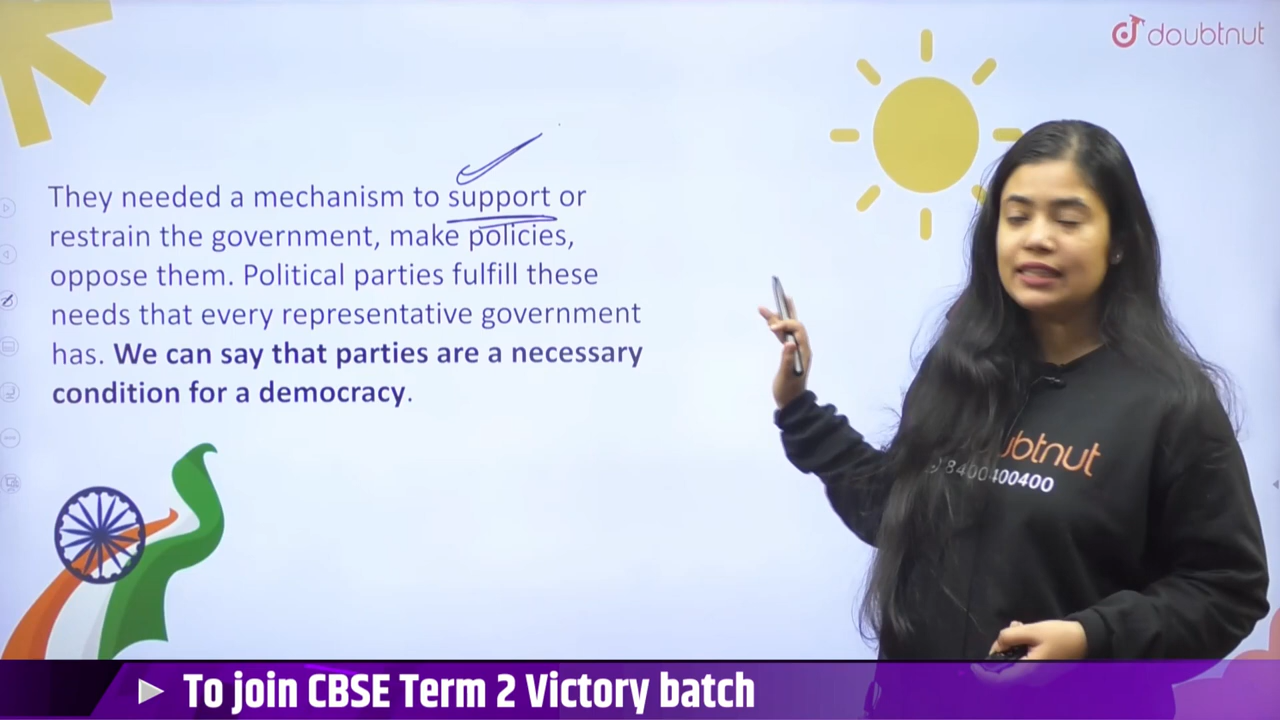 doubtnut
They needed a mechanism to support or
restrain the government, make policies,
oppose them. Political parties fulfill these
needs that every representative government
has. We can say that parties are a necessary
condition for a democracy.
ubtnut
8400400400
To join CBSE Term 2 Victory batch